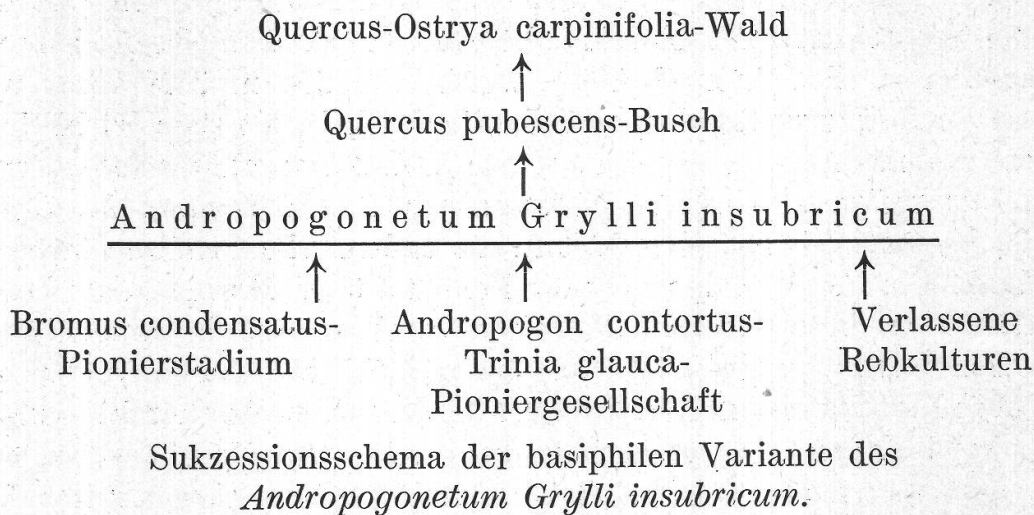 Quercus-Ostrya carpinifolia-Wald
Quercus pubescens-Busch
Andropogonetum Grylli insubricum
Bromus condensatus-
Pionierstadium
Andropogon contortus-
Trinia glauca-
Pioniergesellschaft
Verlassene
Rebkulturen
Sukzessionsschema der basiphilen Variante des
Andropogonetum Grylli insubricum.